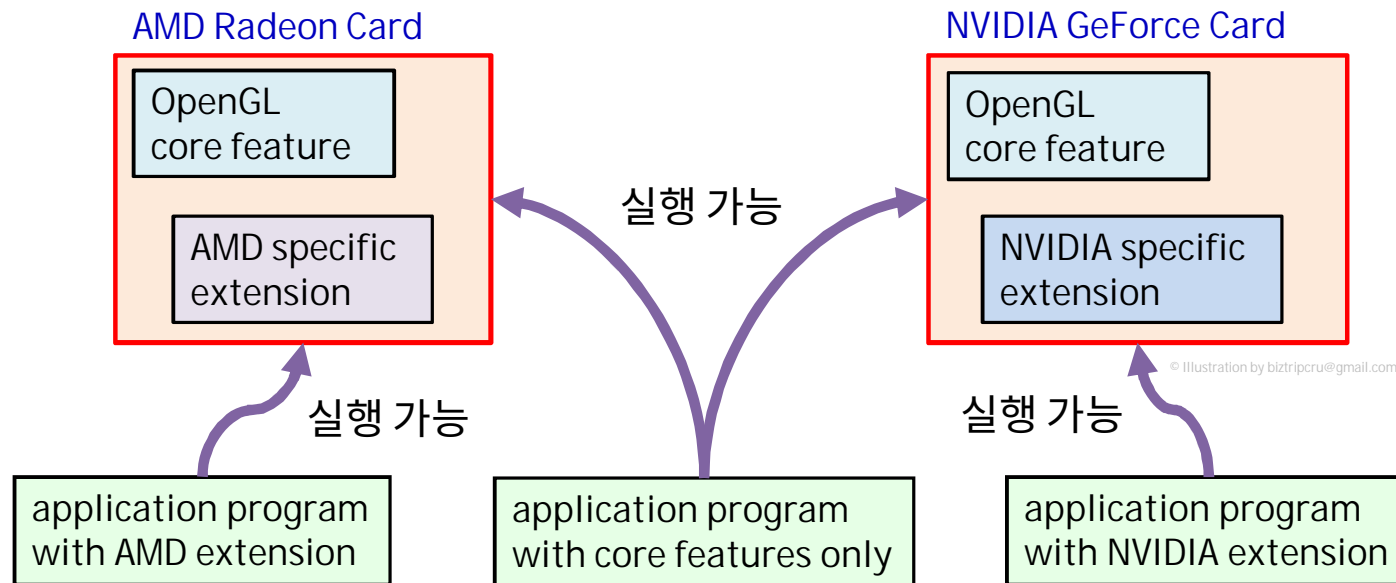 AMD Radeon Card
NVIDIA GeForce Card
OpenGL
core feature
AMD specific
extension
OpenGL
core feature
NVIDIA specific
extension
실행 가능
© Illustration by biztripcru@gmail.com
실행 가능
실행 가능
application program
with AMD extension
application program
with core features only
application program
with NVIDIA extension